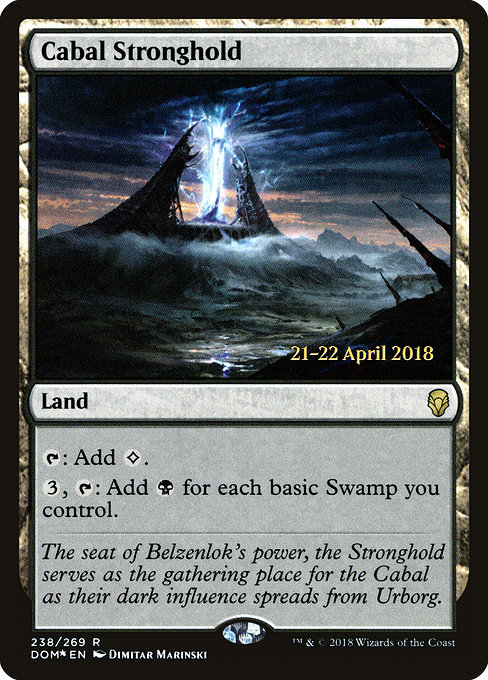 Cabal Stronghold
21–22 April 2018
Land
: Add .
3, : Add for each basic Swamp you
control.
The seat of Belzenlok's power, the Stronghold
serves as the gathering place for the Cabal
as their dark influence spreads from Urborg.
238/269 R
DOM★EN Dimitar Marinski
™ & © 2018 Wizards of the Coast